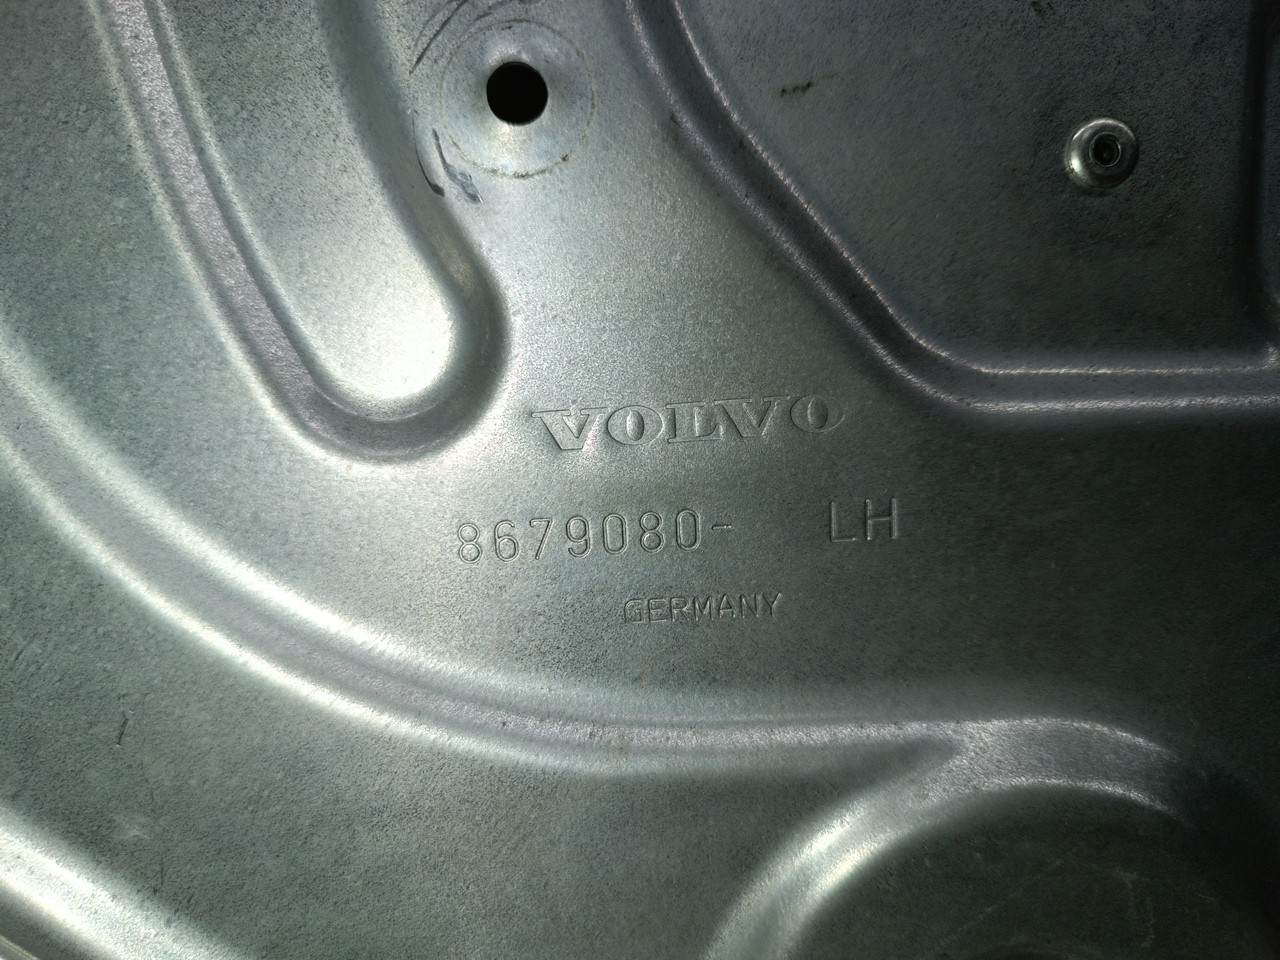 VOLVO
8679080- LH
GERMANY